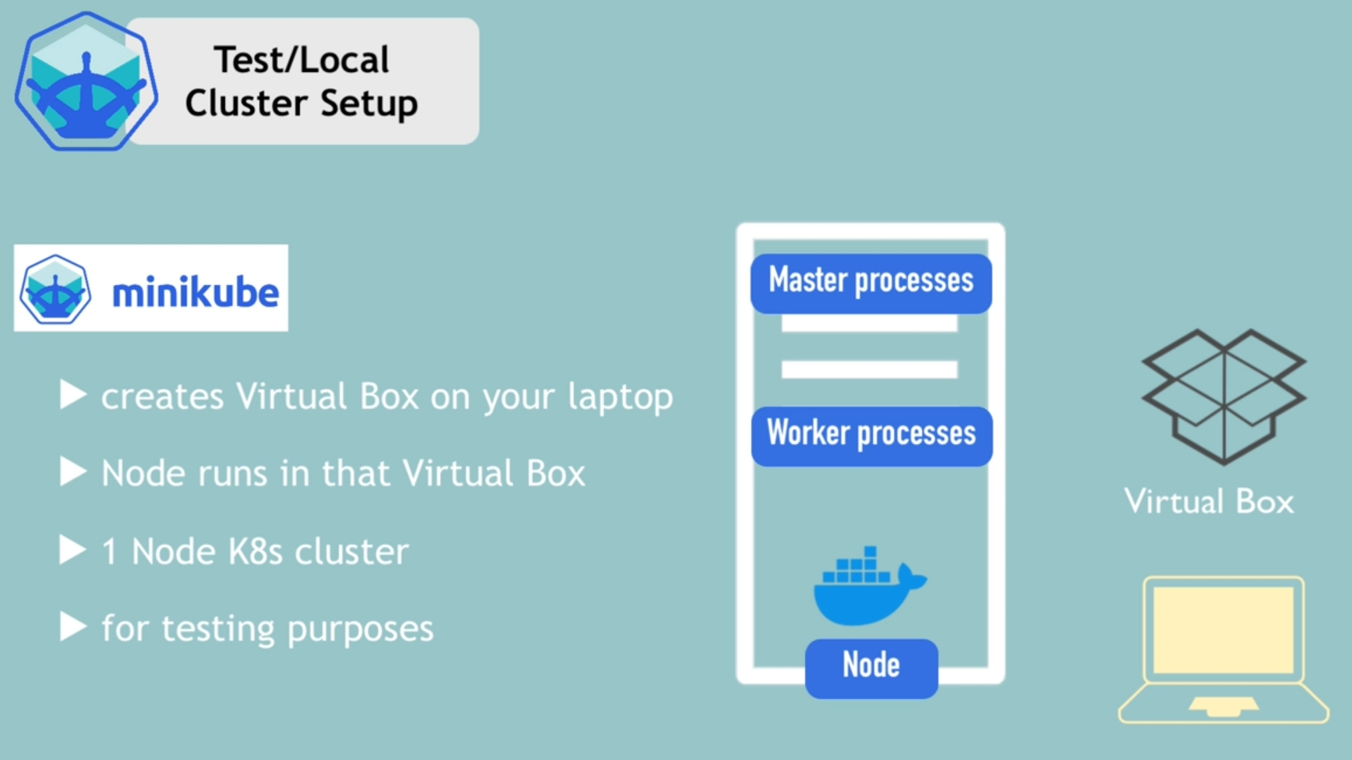 Test/Local
Cluster Setup
minikube
creates Virtual Box on your laptop
Node runs in that Virtual Box
1 Node K8s cluster
for testing purposes
Master processes
Worker processes
Node
Virtual Box